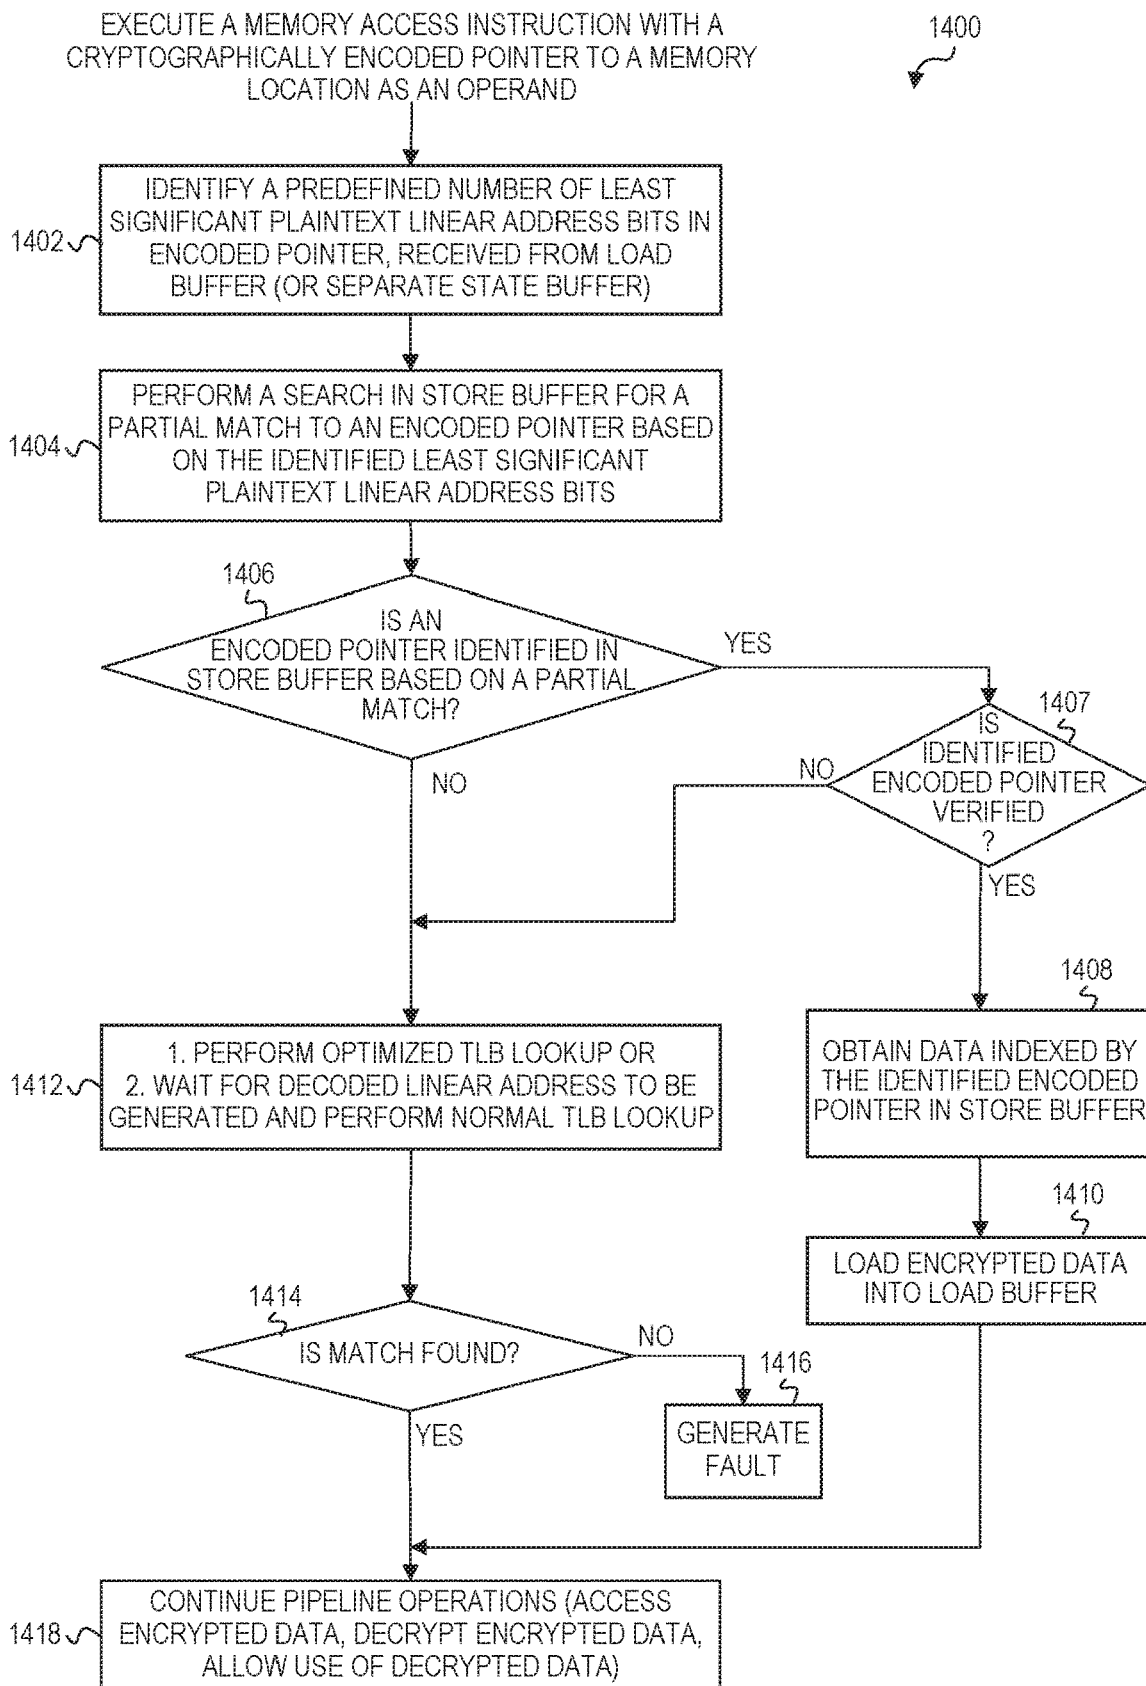 EXECUTE A MEMORY ACCESS INSTRUCTION WITH A
CRYPTOGRAPHICALLY ENCODED POINTER TO A MEMORY
LOCATION AS AN OPERAND
1400
1402
IDENTIFY A PREDEFINED NUMBER OF LEAST
SIGNIFICANT PLAINTEXT LINEAR ADDRESS BITS IN
ENCODED POINTER, RECEIVED FROM LOAD
BUFFER (OR SEPARATE STATE BUFFER)
1404
PERFORM A SEARCH IN STORE BUFFER FOR A
PARTIAL MATCH TO AN ENCODED POINTER BASED
ON THE IDENTIFIED LEAST SIGNIFICANT
PLAINTEXT LINEAR ADDRESS BITS
1406
IS AN
ENCODED POINTER IDENTIFIED IN
STORE BUFFER BASED ON A PARTIAL
MATCH?
YES
NO
1407
IS
IDENTIFIED
ENCODED POINTER
VERIFIED
?
NO
YES
1408
OBTAIN DATA INDEXED BY
THE IDENTIFIED ENCODED
POINTER IN STORE BUFFER
1410
LOAD ENCRYPTED DATA
INTO LOAD BUFFER
1412
1. PERFORM OPTIMIZED TLB LOOKUP OR
2. WAIT FOR DECODED LINEAR ADDRESS TO BE
GENERATED AND PERFORM NORMAL TLB LOOKUP
1414
IS MATCH FOUND?
NO
YES
1416
GENERATE
FAULT
1418
CONTINUE PIPELINE OPERATIONS (ACCESS
ENCRYPTED DATA, DECRYPT ENCRYPTED DATA,
ALLOW USE OF DECRYPTED DATA)